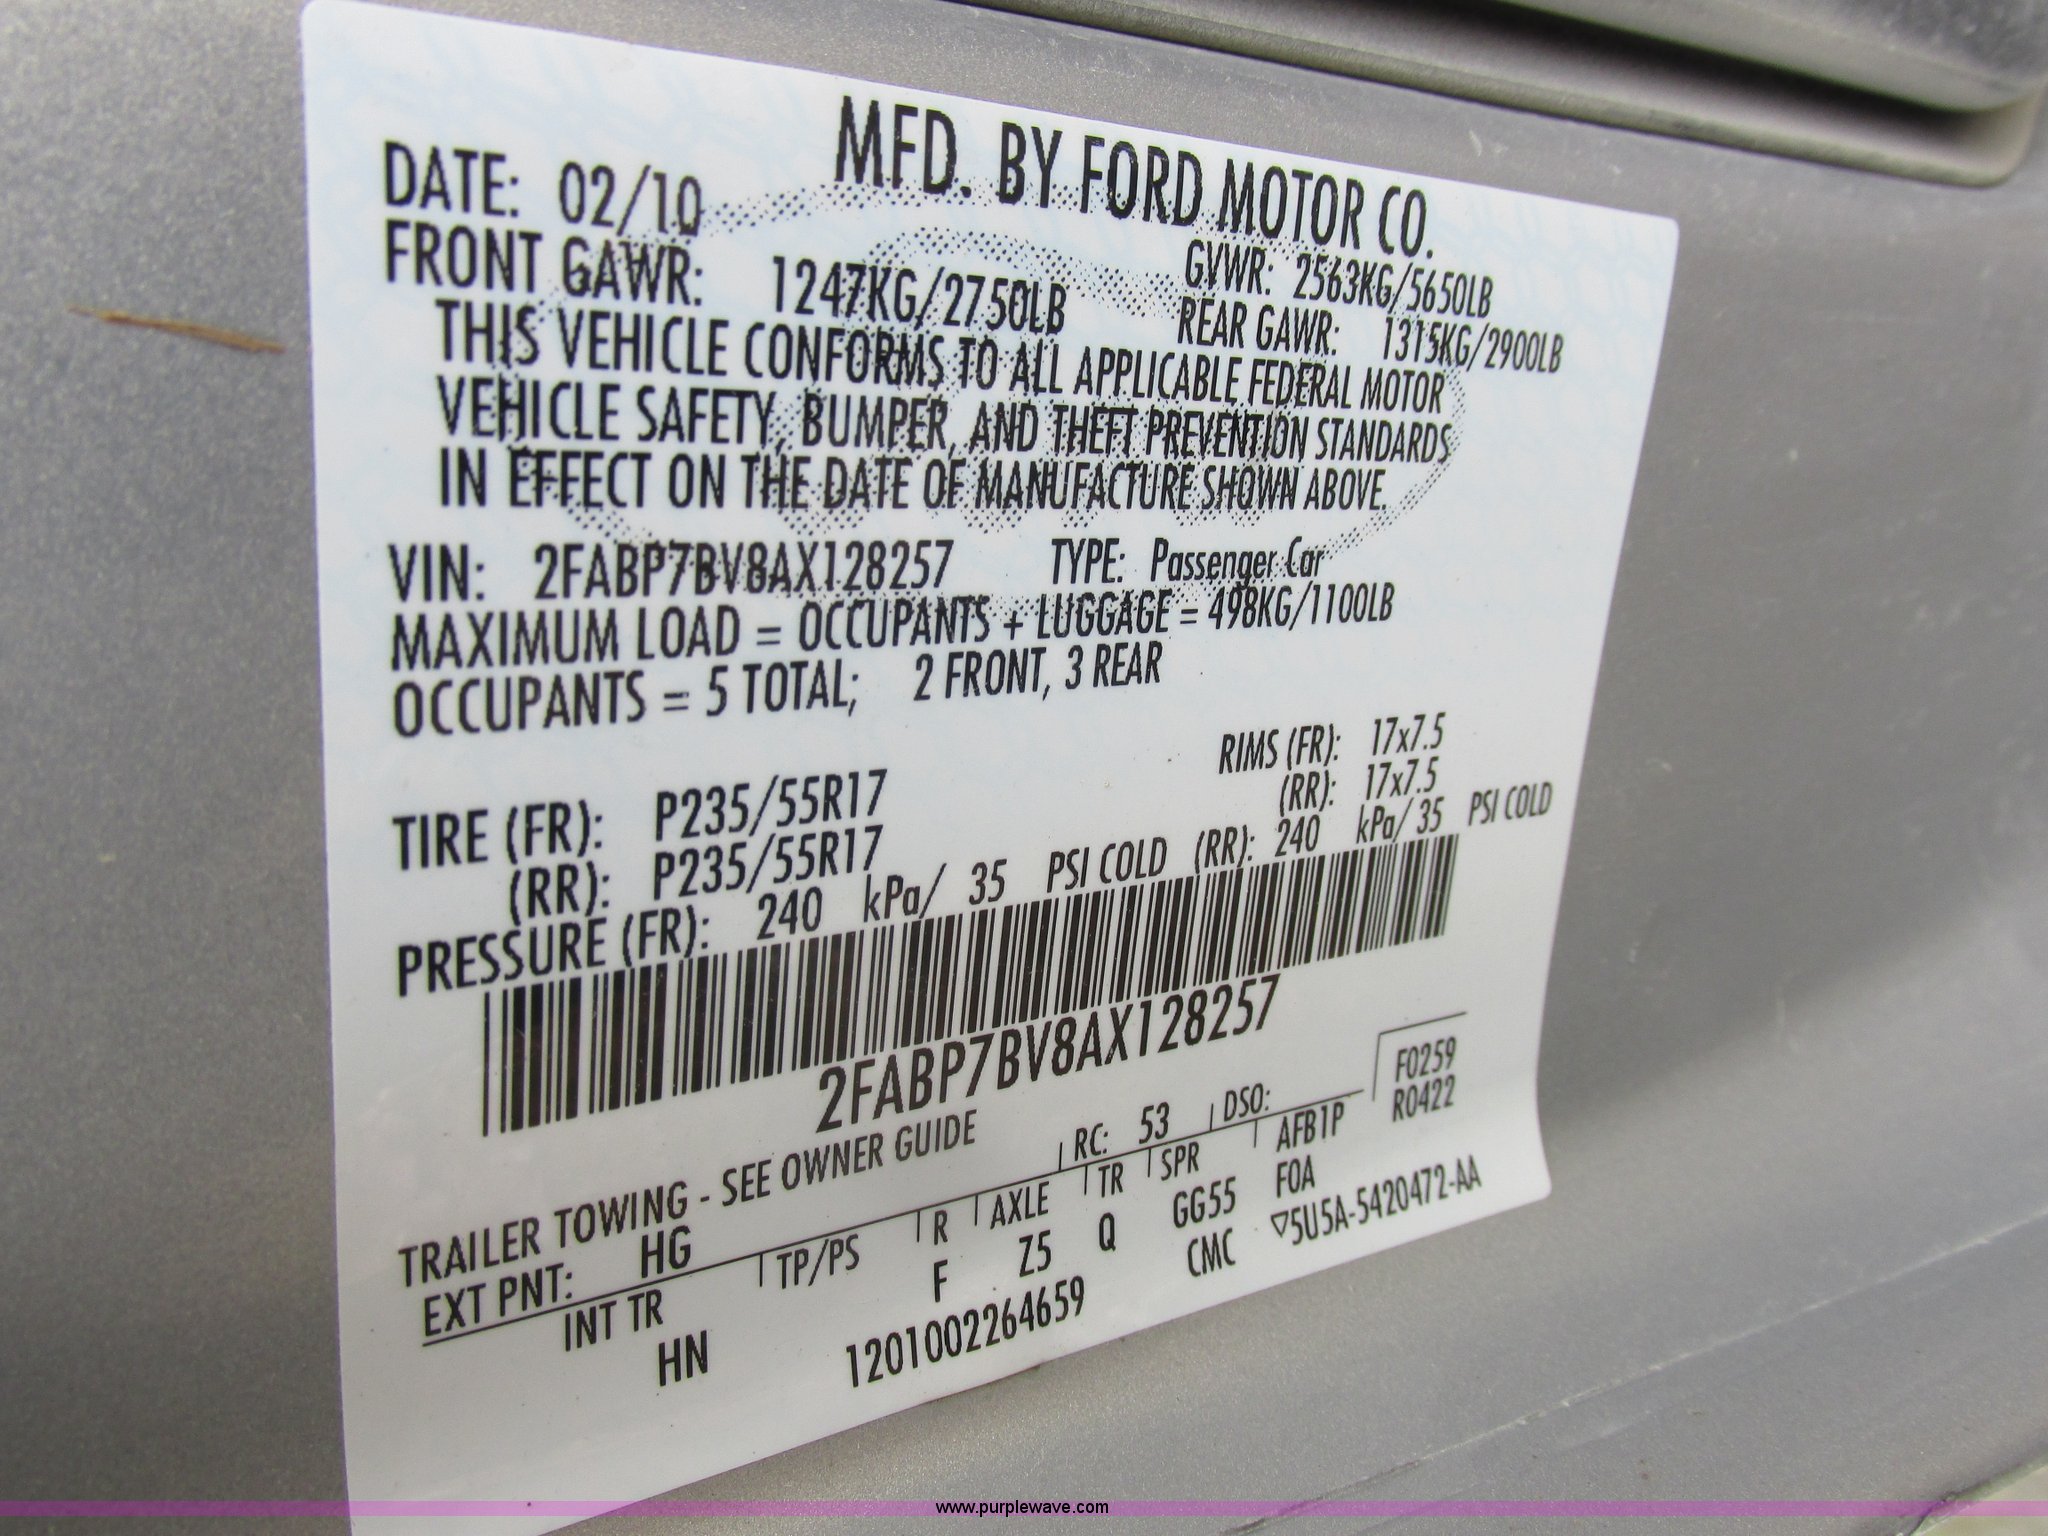 MFD. BY FORD MOTOR CO.
DATE: 02/10 GVWR: 2563KG/5650LB
FRONT GAWR: 1247KG/2750LB REAR GAWR: 1315KG/2900LB
THIS VEHICLE CONFORMS TO ALL APPLICABLE FEDERAL MOTOR
VEHICLE SAFETY, BUMPER, AND THEFT PREVENTION STANDARDS
IN EFFECT ON THE DATE OF MANUFACTURE SHOWN ABOVE.
VIN: 2FABP7BV8AX128257 TYPE: Passenger Car
MAXIMUM LOAD = OCCUPANTS + LUGGAGE = 498KG/1100LB
OCCUPANTS = 5 TOTAL; 2 FRONT, 3 REAR
TIRE (FR): P235/55R17 RIMS (FR): 17x7.5
(RR): P235/55R17 (RR): 17x7.5
PRESSURE (FR): 240 kPa/ 35 PSI COLD (RR): 240 kPa/ 35 PSI COLD
2FABP7BV8AX128257
TRAILER TOWING - SEE OWNER GUIDE F0259
EXT PNT: HG RC: 53 DSO: R0422
INT TR TP/PS R AXLE TR SPR AFB1P
HN F Z5 Q GG55 FOA
1201002264659 CMC ▽5U5A-5420472-AA
www.purplewave.com